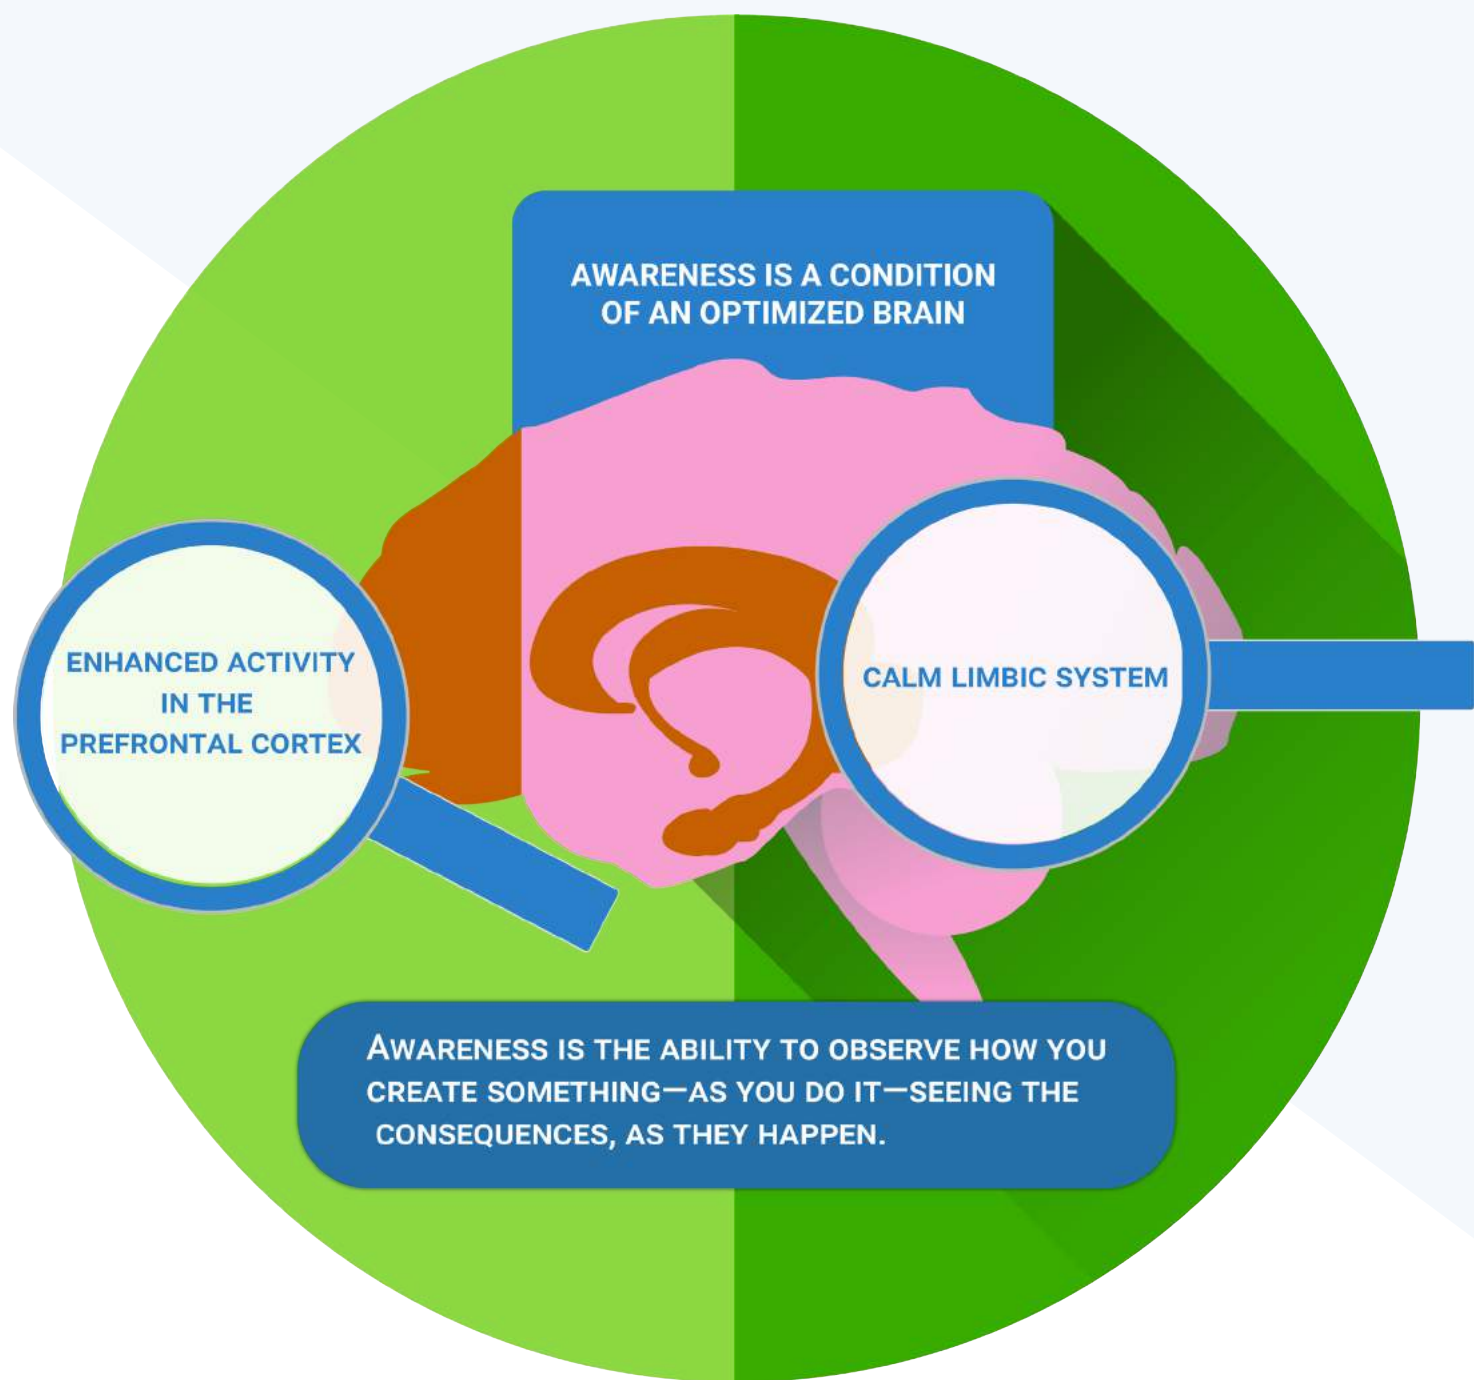 AWARENESS IS A CONDITION
OF AN OPTIMIZED BRAIN
ENHANCED ACTIVITY
IN THE
PREFRONTAL CORTEX
CALM LIMBIC SYSTEM
AWARENESS IS THE ABILITY TO OBSERVE HOW YOU
CREATE SOMETHING—AS YOU DO IT—SEEING THE
CONSEQUENCES, AS THEY HAPPEN.